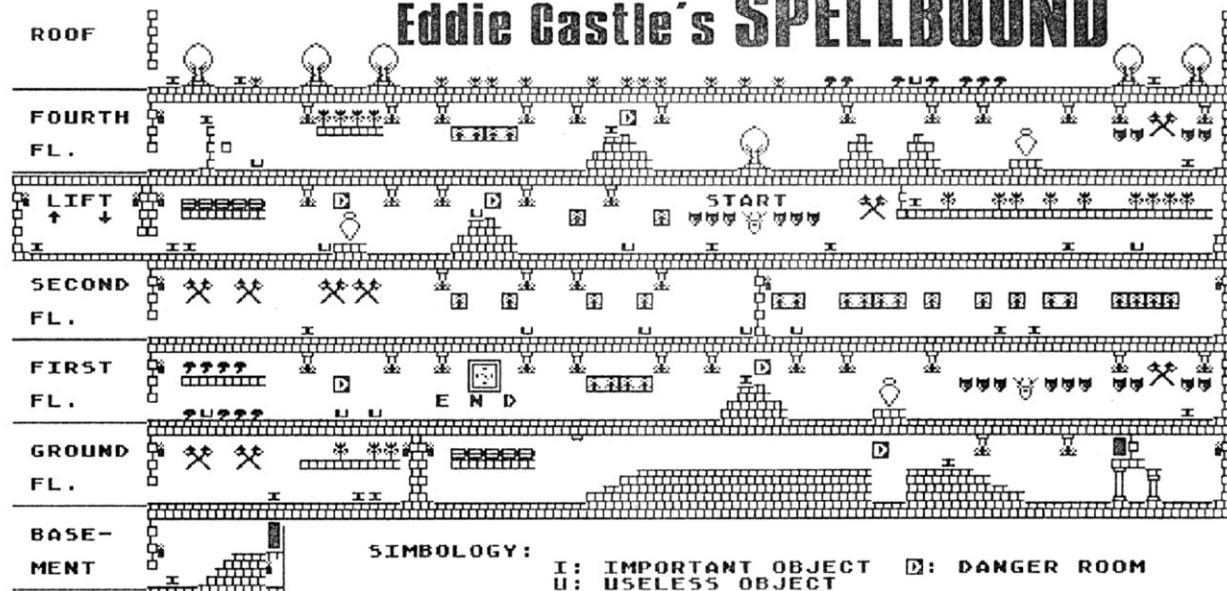 Eddie Castle's SPELLBOUND
ROOF
FOURTH
FL.
LIFT
START
SECOND
FL.
FIRST
FL.
E N D
GROUND
FL.
BASE-
MENT
SIMBOLOGY:
I: IMPORTANT OBJECT D: DANGER ROOM
U: USELESS OBJECT